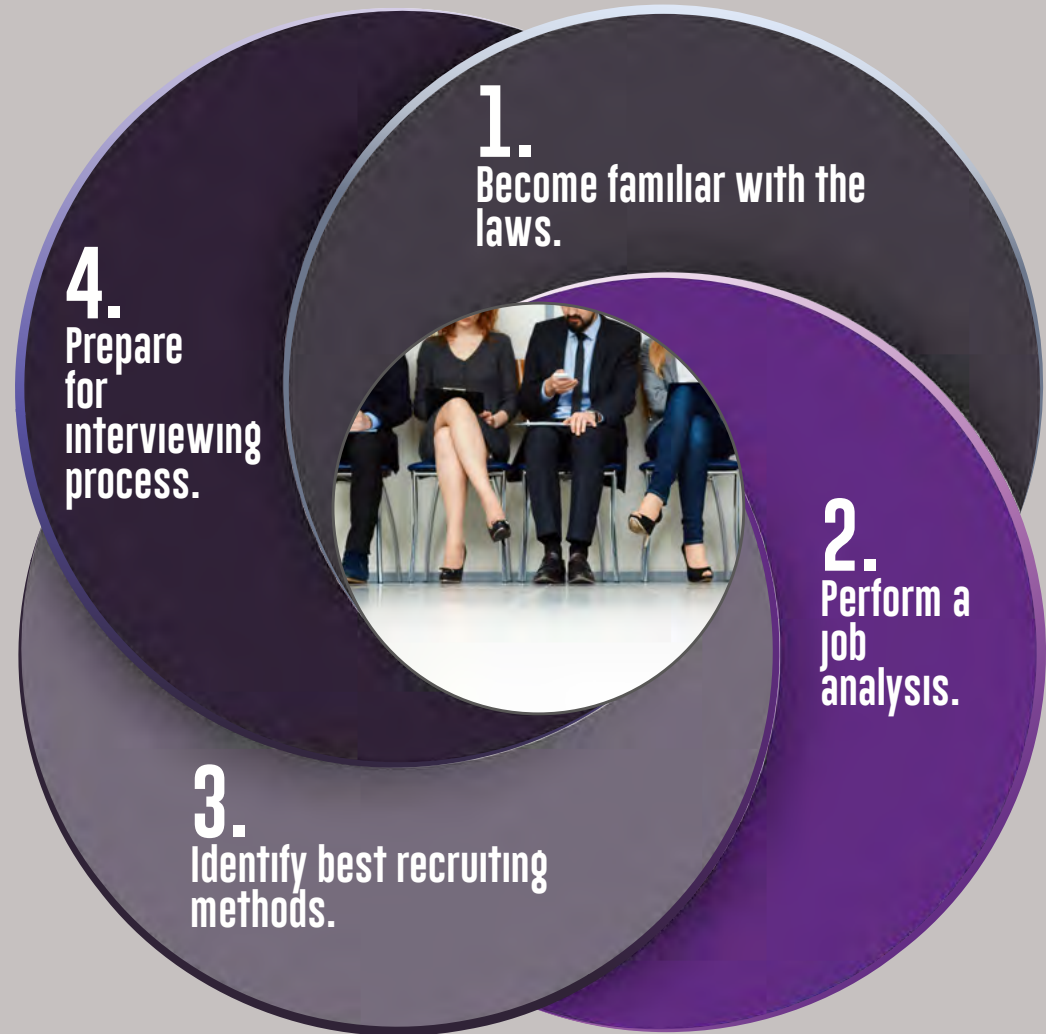 1.
Become familiar with the
laws.
2.
Perform a
job
analysis.
3.
Identify best recruiting
methods.
4.
Prepare
for
interviewing
process.